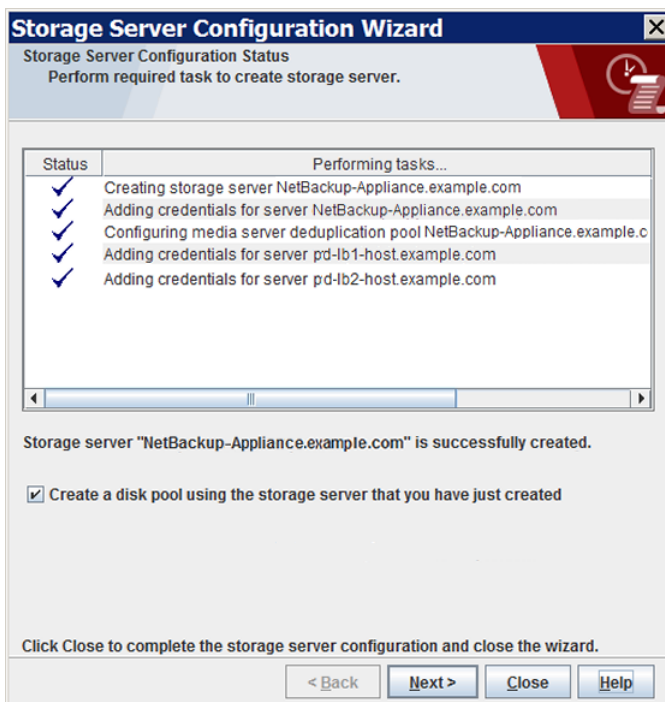 Storage Server Configuration Wizard
Storage Server Configuration Status
Perform required task to create storage server.
Status Performing tasks...
Creating storage server NetBackup-Appliance.example.com
Adding credentials for server NetBackup-Appliance.example.com
Configuring media server deduplication pool NetBackup-Appliance.example.c
Adding credentials for server pd-lb1-host.example.com
Adding credentials for server pd-lb2-host.example.com
Storage server "NetBackup-Appliance.example.com" is successfully created.
Create a disk pool using the storage server that you have just created
Click Close to complete the storage server configuration and close the wizard.
< Back Next > Close Help